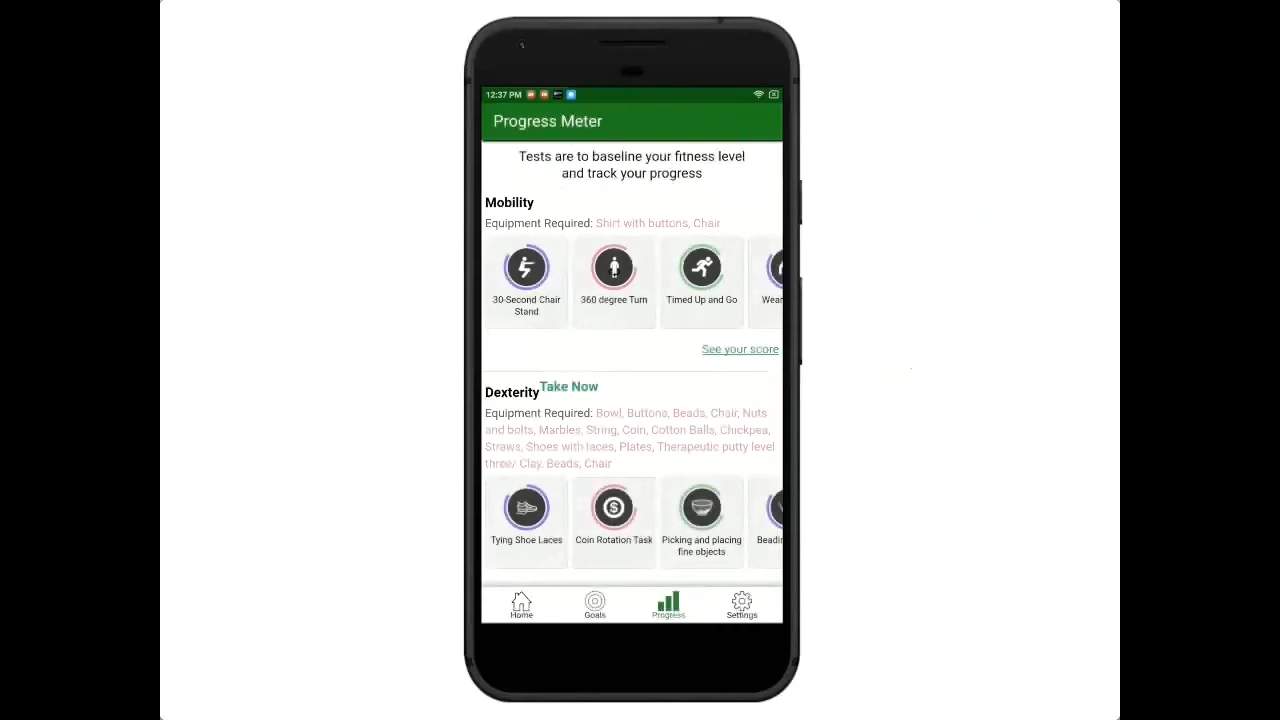 12:37 PM
Progress Meter
Tests are to baseline your fitness level
and track your progress
Mobility
Equipment Required: Shirt with buttons, Chair
30-Second Chair
Stand
360 degree Turn
Timed Up and Go
Wear
See your score
Dexterity
Take Now
Equipment Required: Bowl, Buttons, Beads, Chair, Nuts
and bolts, Marbles, String, Coin, Cotton Balls, Chickpea,
Straws, Shoes with laces, Plates, Therapeutic putty level
three/ Clay, Beads, Chair
Tying Shoe Laces
Coin Rotation Task
Picking and placing
fine objects
Beadin
Home
Goals
Progress
Settings